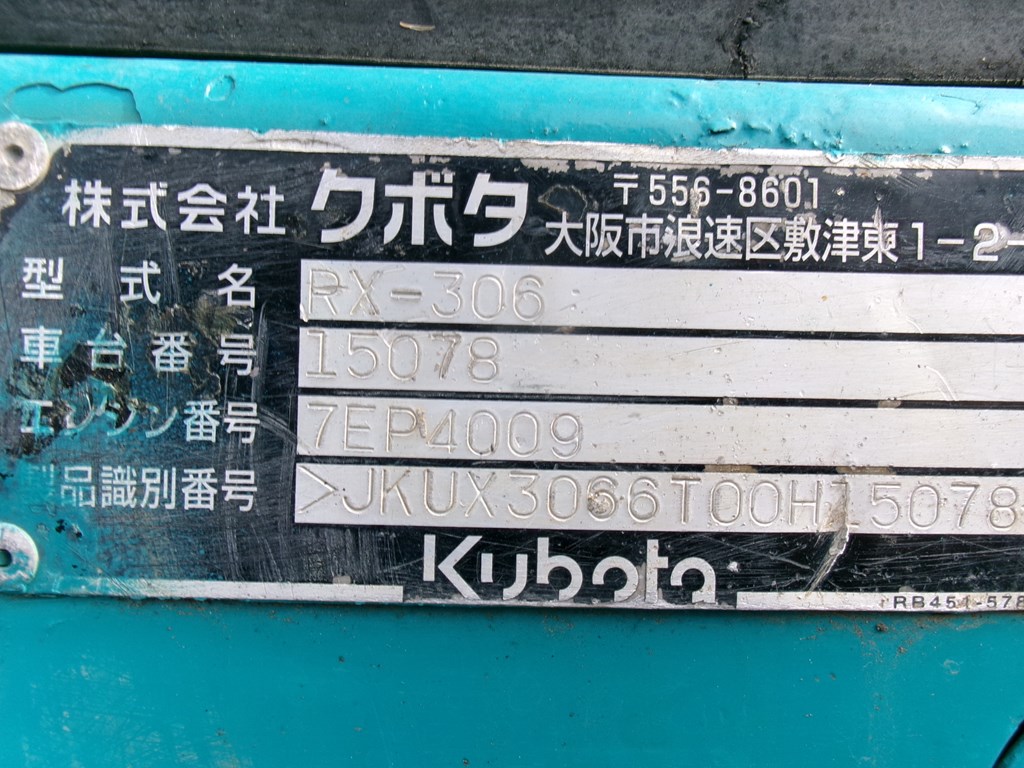 株式会社 クボタ 〒556-8601
大阪市浪速区敷津東1-2-
型式名 RX-306
車台番号 15078
エンジン番号 7EP4009
品識別番号 >JKUX3066T00H15078
Kubota
RB451-57